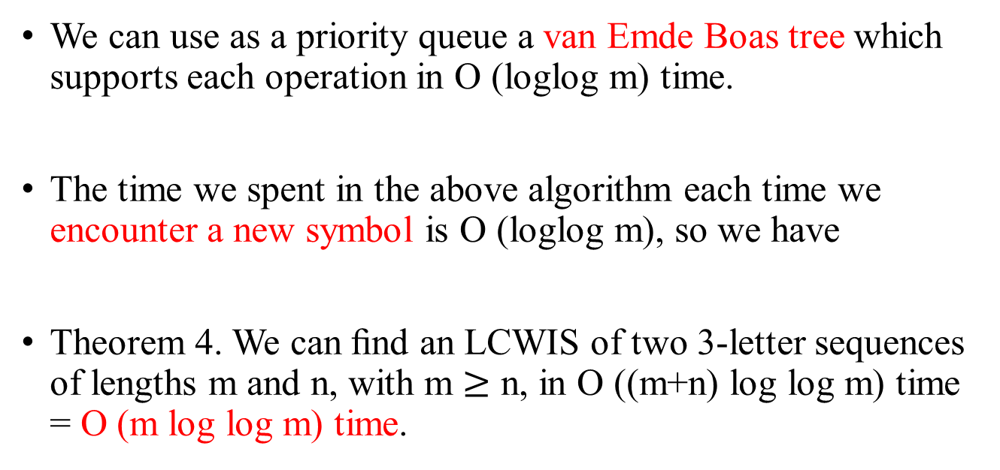 • We can use as a priority queue a van Emde Boas tree which
supports each operation in O (loglog m) time.
• The time we spent in the above algorithm each time we
encounter a new symbol is O (loglog m), so we have
• Theorem 4. We can find an LCWIS of two 3-letter sequences
of lengths m and n, with m ≥ n, in O ((m+n) log log m) time
= O (m log log m) time.